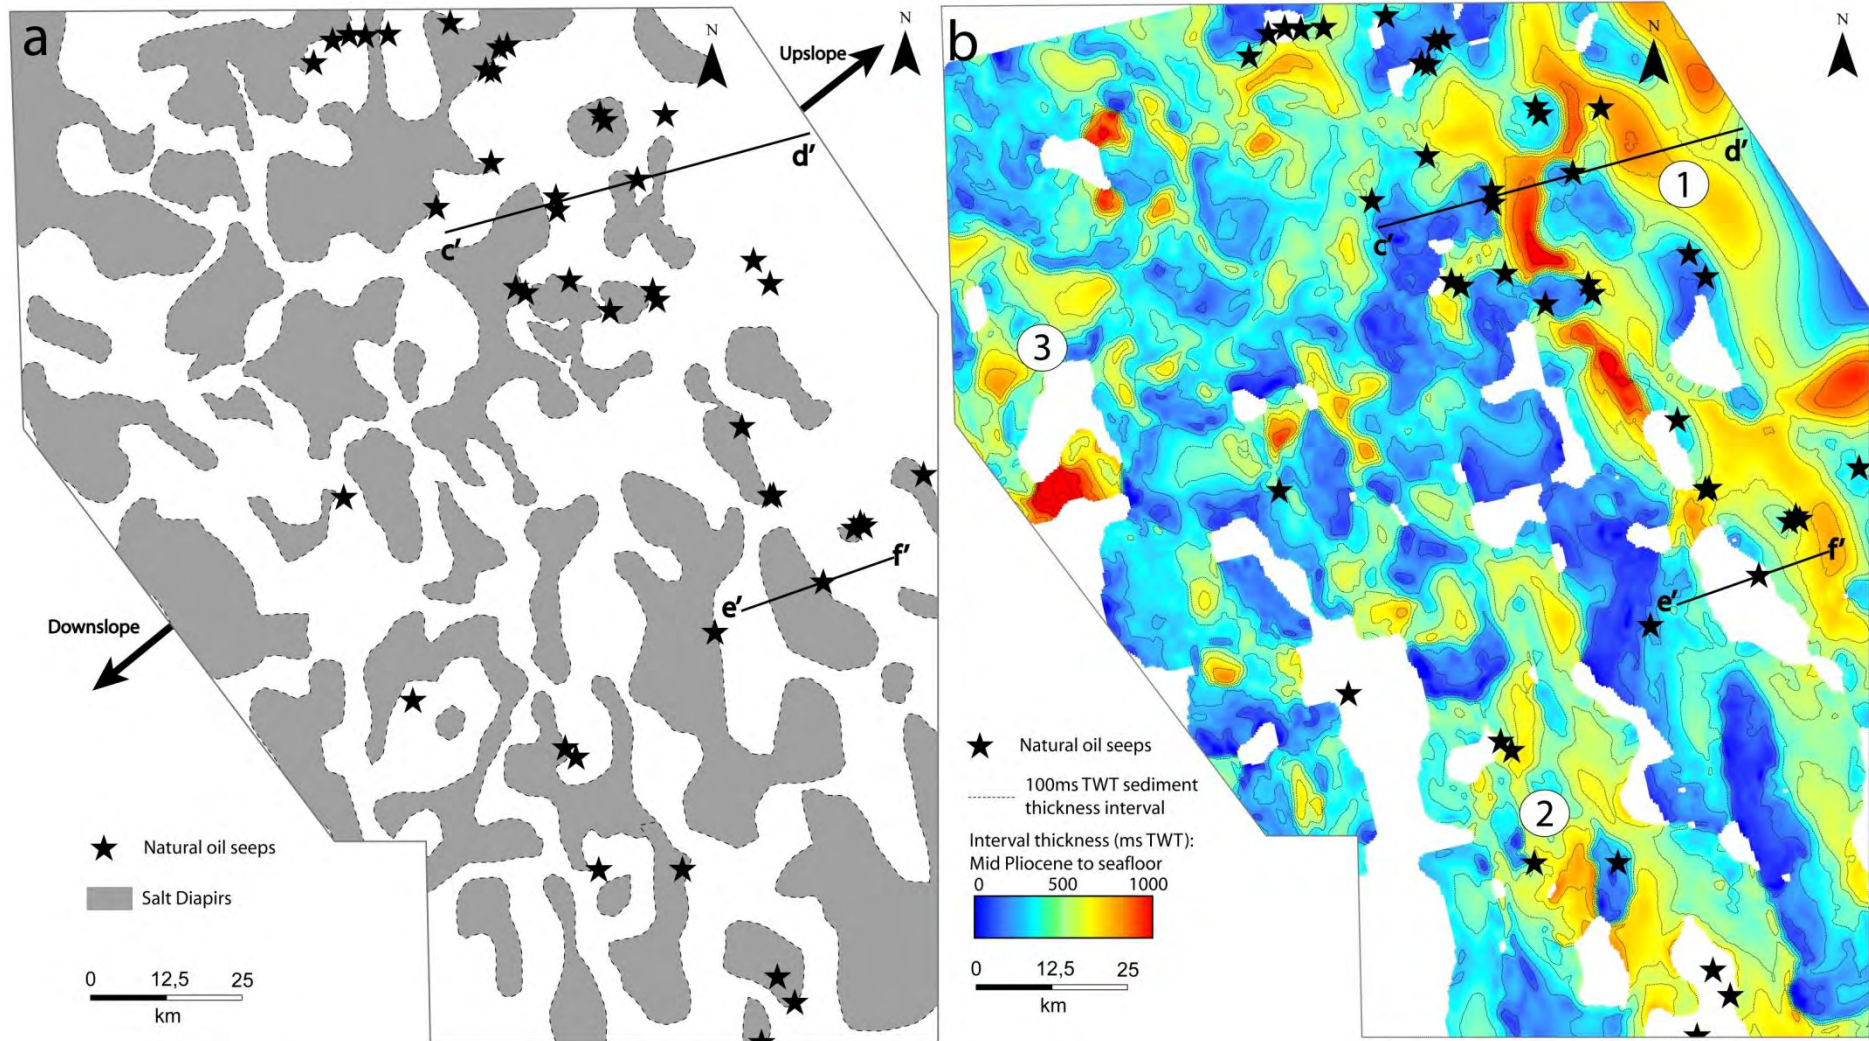 a
N
N
Upslope
d'
c'
f'
e'
Downslope
Natural oil seeps
Salt Diapirs
0 12,5 25
km
b
N
N
d'
1
c'
3
f'
e'
Natural oil seeps
100ms TWT sediment
thickness interval
2
Interval thickness (ms TWT):
Mid Pliocene to seafloor
0 500 1000
0 12,5 25
km